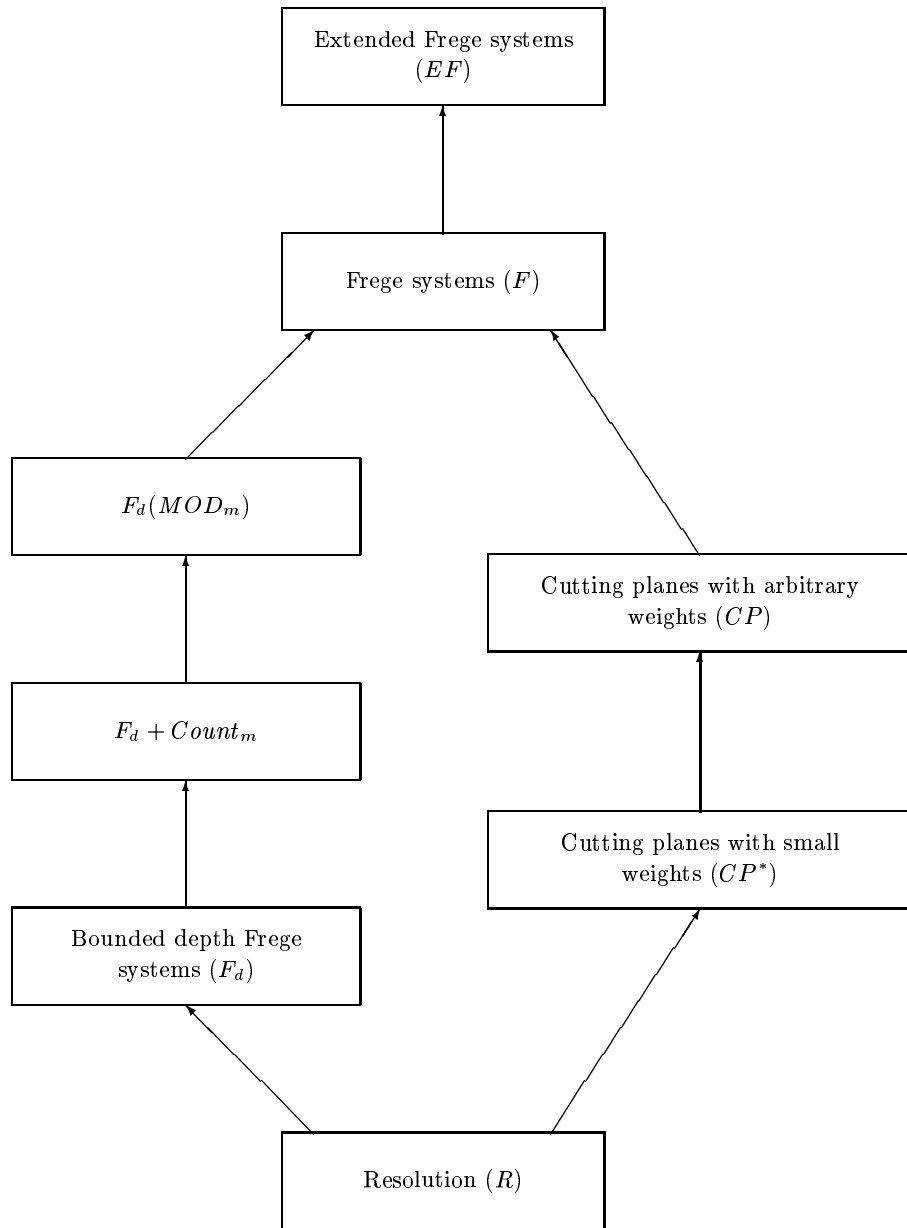 Extended Frege systems
(EF)
Frege systems (F)
F_d(MOD_m)
Cutting planes with arbitrary
weights (CP)
F_d + Count_m
Cutting planes with small
weights (CP*)
Bounded depth Frege
systems (F_d)
Resolution (R)